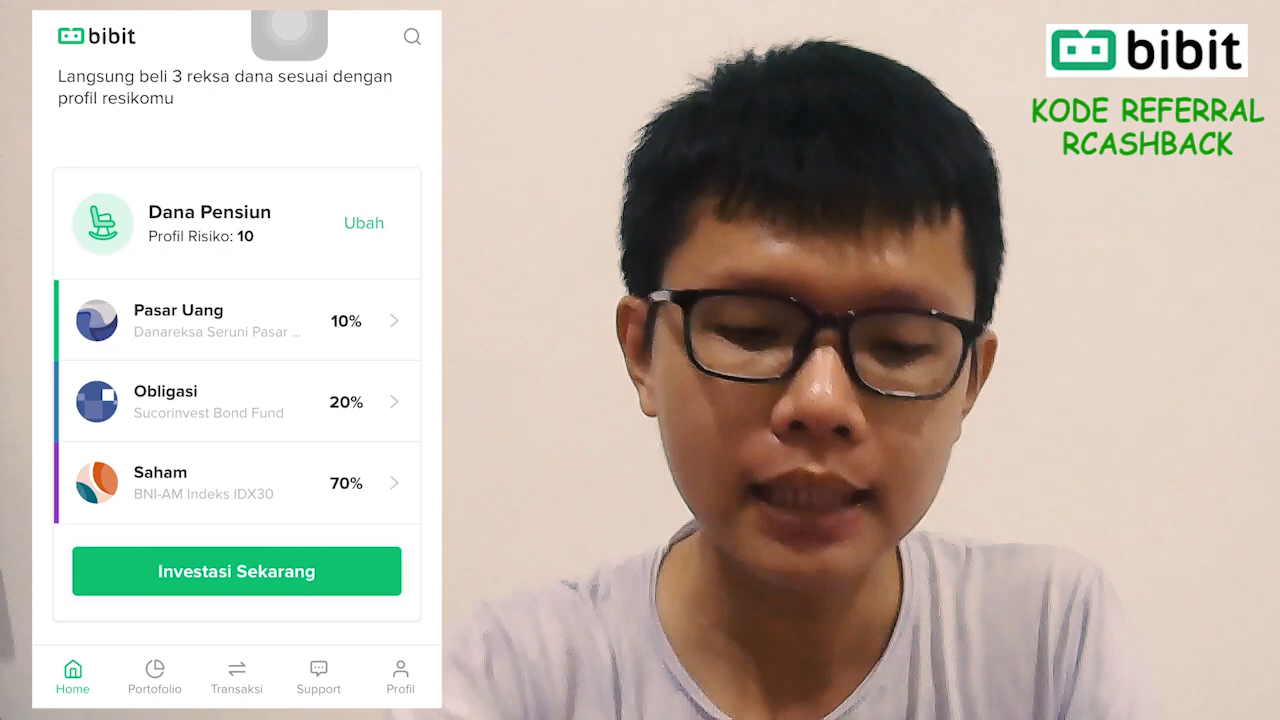 bibit
Langsung beli 3 reksa dana sesuai dengan
profil resikomu
Dana Pensiun
Profil Risiko: 10
Ubah
Pasar Uang
Danareksa Seruni Pasar ...
10%
Obligasi
Sucorinvest Bond Fund
20%
Saham
BNI-AM Indeks IDX30
70%
Investasi Sekarang
Home
Portofolio
Transaksi
Support
Profil
bibit
KODE REFERRAL
RCASHBACK